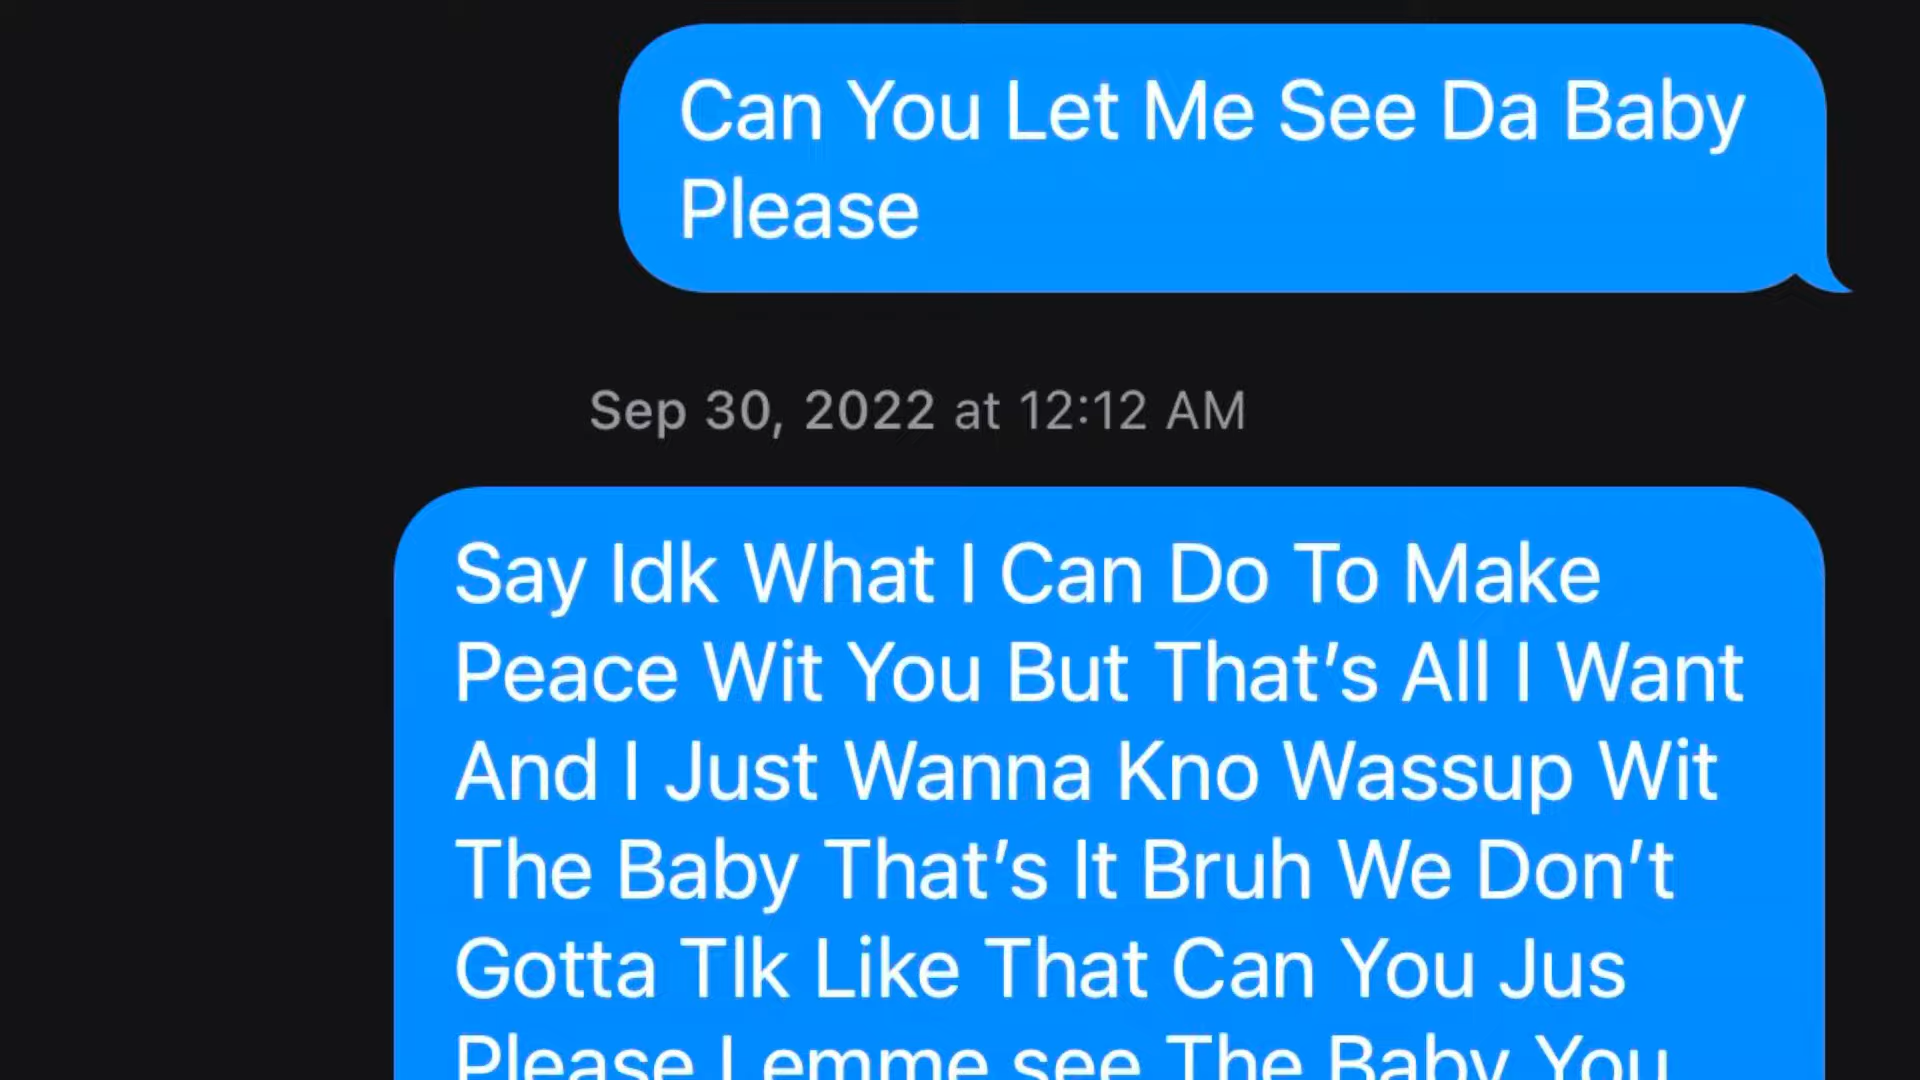 Can You Let Me See Da Baby
Please
Sep 30, 2022 at 12:12 AM
Say Idk What I Can Do To Make
Peace Wit You But That’s All I Want
And I Just Wanna Kno Wassup Wit
The Baby That’s It Bruh We Don’t
Gotta Tlk Like That Can You Jus
Please Lemme see The Baby You